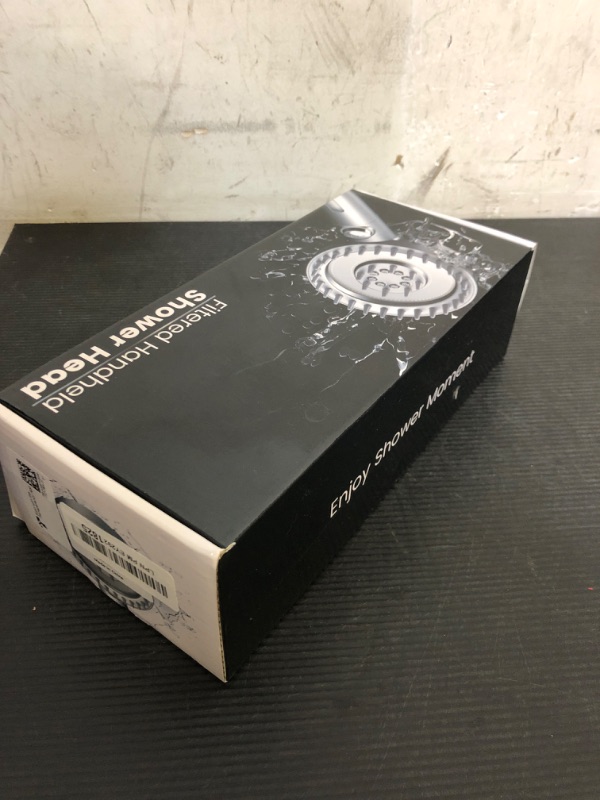 Filtered Handheld
Shower Head
Enjoy Shower Moment